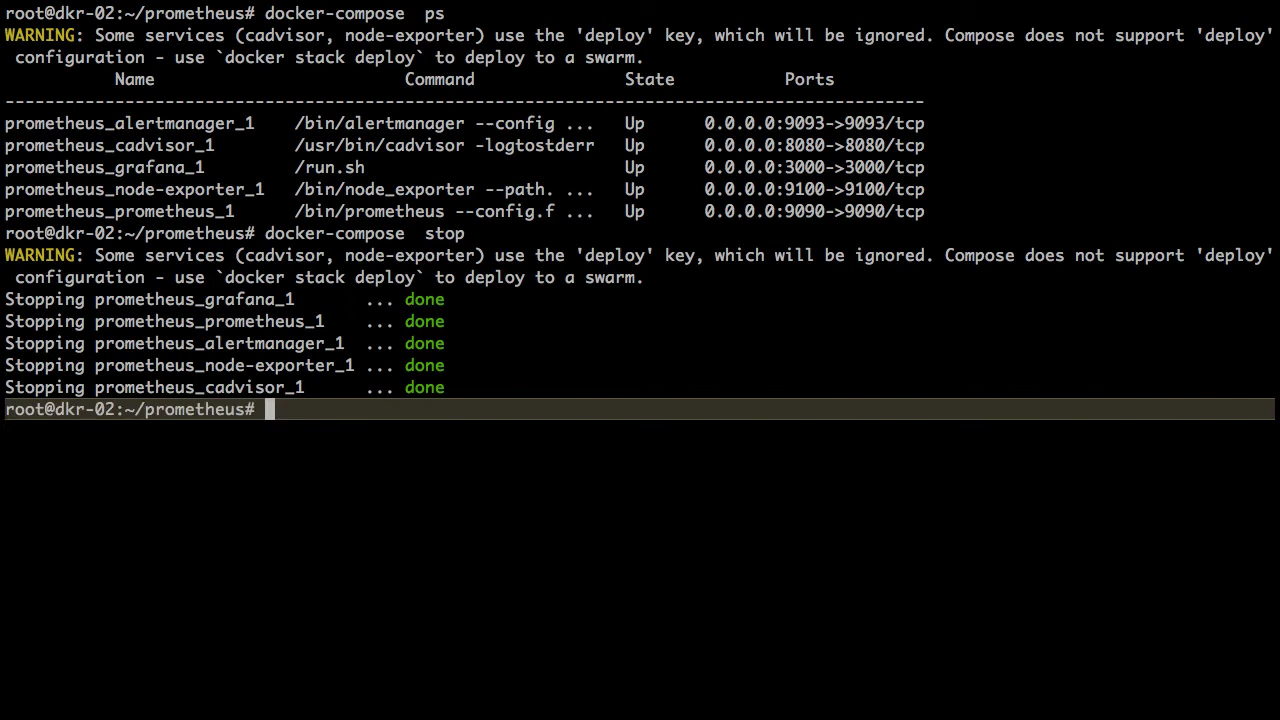 root@dkr-02:~/prometheus# docker-compose  ps
WARNING: Some services (cadvisor, node-exporter) use the 'deploy' key, which will be ignored. Compose does not support 'deploy'
 configuration - use `docker stack deploy` to deploy to a swarm.
           Name                         Command               State           Ports
--------------------------------------------------------------------------------------------
prometheus_alertmanager_1    /bin/alertmanager --config ...   Up      0.0.0.0:9093->9093/tcp
prometheus_cadvisor_1        /usr/bin/cadvisor -logtostderr   Up      0.0.0.0:8080->8080/tcp
prometheus_grafana_1         /run.sh                          Up      0.0.0.0:3000->3000/tcp
prometheus_node-exporter_1   /bin/node_exporter --path. ...   Up      0.0.0.0:9100->9100/tcp
prometheus_prometheus_1      /bin/prometheus --config.f ...   Up      0.0.0.0:9090->9090/tcp
root@dkr-02:~/prometheus# docker-compose  stop
WARNING: Some services (cadvisor, node-exporter) use the 'deploy' key, which will be ignored. Compose does not support 'deploy'
 configuration - use `docker stack deploy` to deploy to a swarm.
Stopping prometheus_grafana_1       ... done
Stopping prometheus_prometheus_1    ... done
Stopping prometheus_alertmanager_1  ... done
Stopping prometheus_node-exporter_1 ... done
Stopping prometheus_cadvisor_1      ... done
root@dkr-02:~/prometheus#